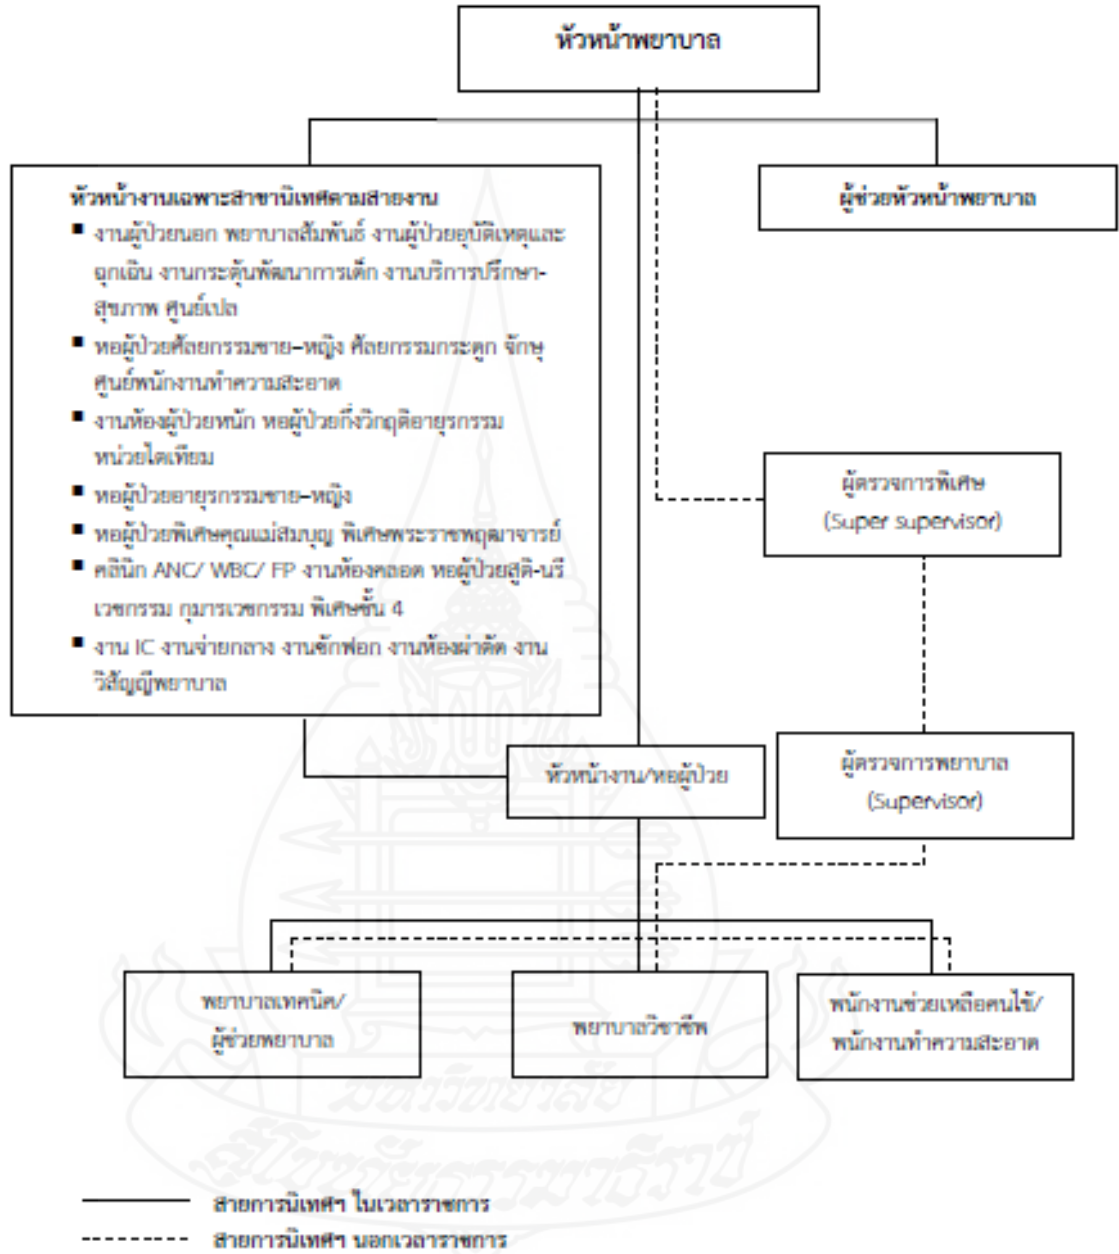 หัวหน้าพยาบาล
หัวหน้างานเฉพาะสาขานิเทศตามสายงาน
■ งานผู้ป่วยนอก พยาบาลสัมพันธ์ งานผู้ป่วยอุบัติเหตุและ
ฉุกเฉิน งานกระตุ้นพัฒนาการเด็ก งานบริการปรึกษา-
สุขภาพ ศูนย์เปล
■ หอผู้ป่วยศัลยกรรมชาย–หญิง ศัลยกรรมกระดูก จักษุ
ศูนย์พนักงานทำความสะอาด
■ งานห้องผู้ป่วยหนัก หอผู้ป่วยกึ่งวิกฤติอายุรกรรม
หน่วยไตเทียม
■ หอผู้ป่วยอายุรกรรมชาย–หญิง
■ หอผู้ป่วยพิเศษคุณแม่สมบุญ พิเศษพระราชพฤฒาจารย์
■ คลินิก ANC/ WBC/ FP งานห้องคลอด หอผู้ป่วยสูติ-นรี
เวชกรรม กุมารเวชกรรม พิเศษชั้น 4
■ งาน IC งานจ่ายกลาง งานซักฟอก งานห้องผ่าตัด งาน
วิสัญญีพยาบาล
ผู้ช่วยหัวหน้าพยาบาล
ผู้ตรวจการพิเศษ
(Super supervisor)
หัวหน้างาน/หอผู้ป่วย
ผู้ตรวจการพยาบาล
(Supervisor)
พยาบาลเทคนิค/
ผู้ช่วยพยาบาล
พยาบาลวิชาชีพ
พนักงานช่วยเหลือคนไข้/
พนักงานทำความสะอาด
มหาวิทยาลัย
สุโขทัยธรรมาธิราช
สายการนิเทศฯ ในเวลาราชการ
สายการนิเทศฯ นอกเวลาราชการ